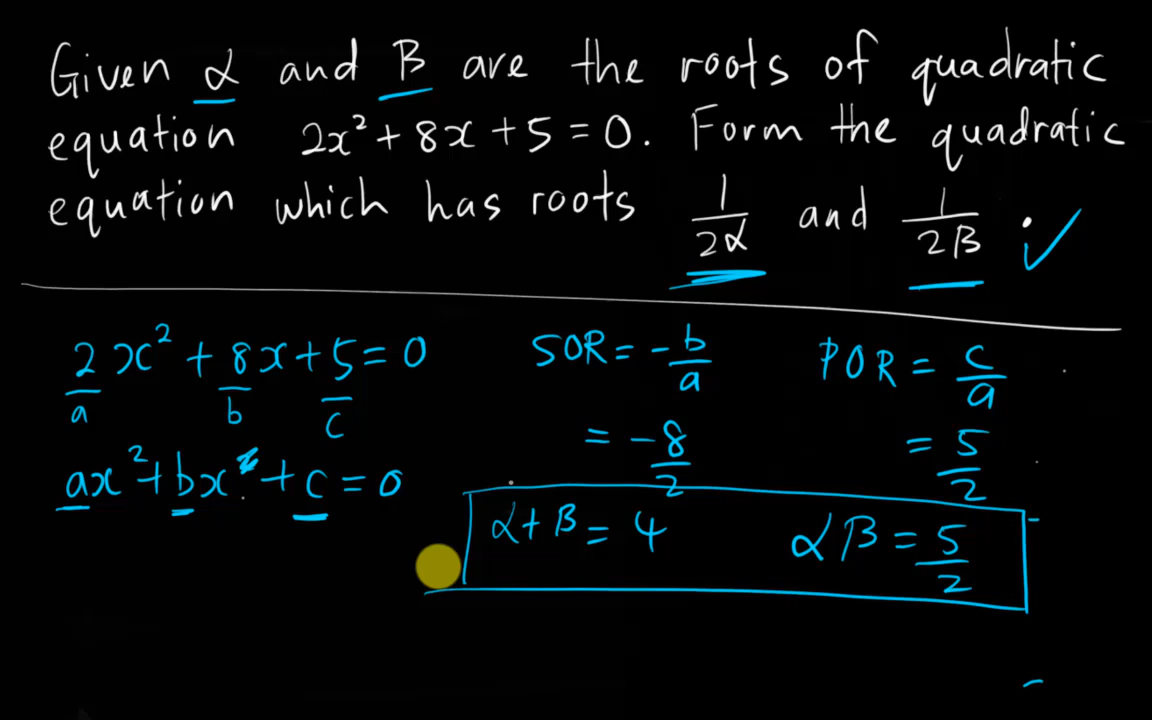 Given α and β are the roots of quadratic
equation 2x² + 8x + 5 = 0. Form the quadratic
equation which has roots 1/2α and 1/2β.
2x² + 8x + 5 = 0
a b c
ax² + bx + c = 0
SOR = -b/a
= -8/2
α + β = 4
POR = c/a
= 5/2
αβ = 5/2